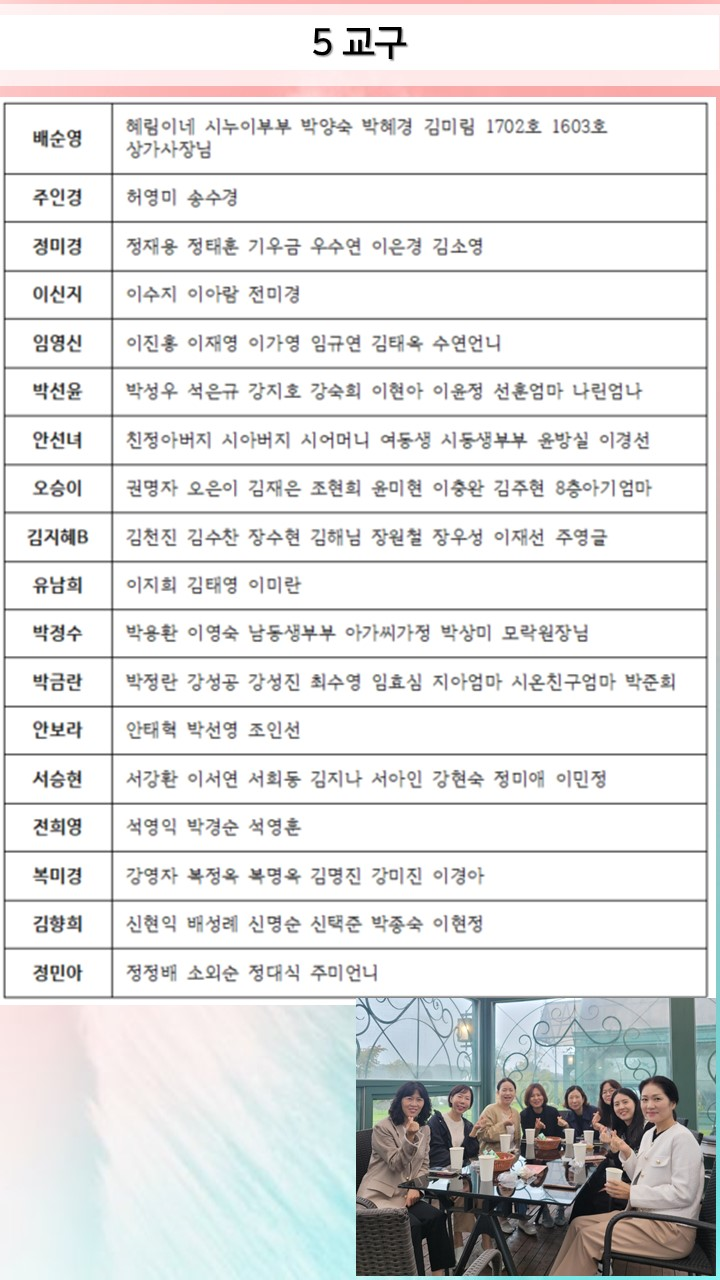 5 교구
배순영 혜림이네 시누이부부 박양숙 박혜경 김미림 1702호 1603호
상가사장님
주인경 허영미 송수경
정미경 정재용 정태훈 기우금 우수연 이은경 김소영
이신지 이수지 이아람 전미경
임영신 이진홍 이재영 이가영 임규연 김태옥 수연언니
박선윤 박성우 석은규 강지호 강숙희 이현아 이윤정 선훈엄마 나린엄나
안선녀 친정아버지 시아버지 시어머니 여동생 시동생부부 윤방실 이경선
오승이 권명자 오은이 김재은 조현희 윤미현 이충완 김주현 8층아기엄마
김지혜B 김천진 김수찬 장수현 김해님 장원철 장우성 이재선 주영글
유남희 이지희 김태영 이미란
박경수 박용환 이영숙 남동생부부 아가씨가정 박상미 모락원장님
박금란 박정란 강성공 강성진 최수영 임효심 지아엄마 시온친구엄마 박준희
안보라 안태혁 박선영 조인선
서승현 서강환 이서연 서희동 김지나 서아인 강현숙 정미애 이민정
전희영 석영익 박경순 석영훈
복미경 강영자 복정옥 복명옥 김명진 강미진 이경아
김향희 신현익 배성례 신명순 신택준 박종숙 이현정
정민아 정정배 소외순 정대식 주미언니